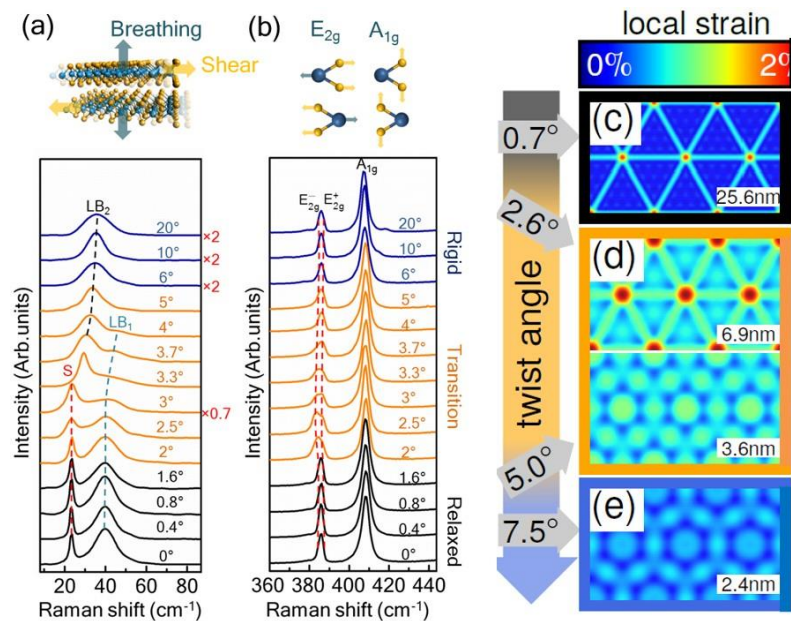 (a)
Breathing
Shear
LB₂
20°
×2
10°
×2
6°
×2
5°
4°
LB₁
3.7°
S
3.3°
3°
×0.7
2.5°
2°
1.6°
0.8°
0.4°
0°
Intensity (Arb.units)
20 40 60 80
Raman shift (cm⁻¹)
(b)
E₂g A₁g
A₁g
E₂g⁻ E₂g⁺
20°
10°
6°
5°
4°
3.7°
3.3°
3°
2.5°
2°
1.6°
0.8°
0.4°
0°
Rigid
Transition
Relaxed
Intensity (Arb.units)
360 380 400 420 440
Raman shift (cm⁻¹)
local strain
0% 2%
twist angle
0.7°
(c)
25.6nm
2.6°
(d)
6.9nm
3.6nm
5.0°
7.5°
(e)
2.4nm